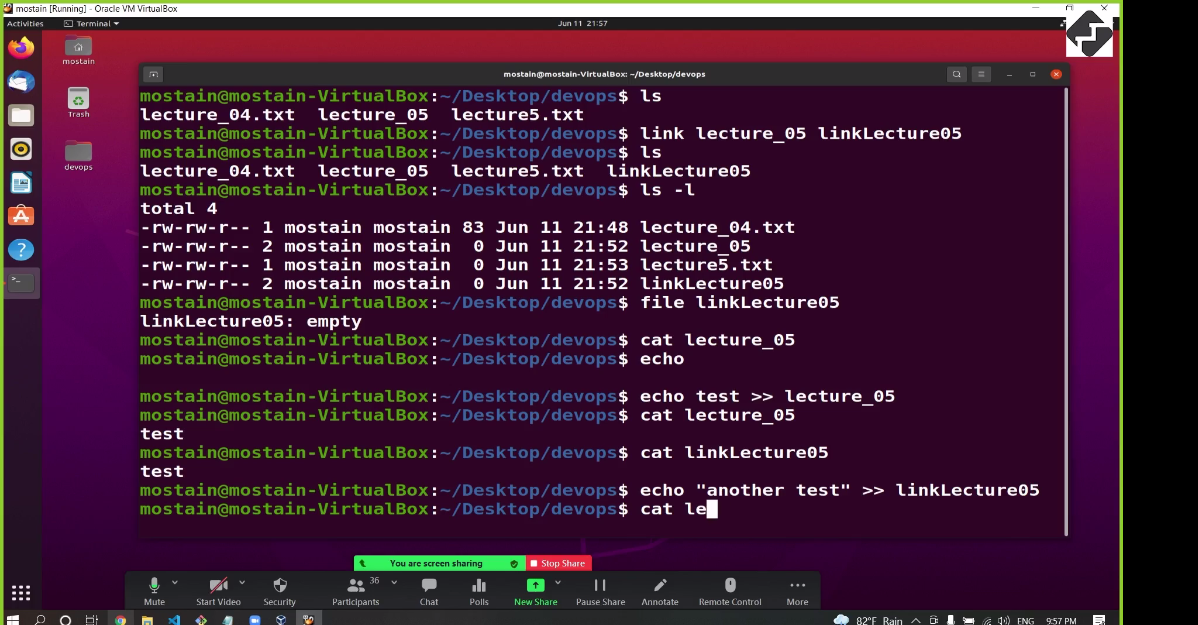 mostain [Running] - Oracle VM VirtualBox
Activities Terminal Jun 11 21:57
mostain
Trash
devops
mostain@mostain-VirtualBox: ~/Desktop/devops
mostain@mostain-VirtualBox:~/Desktop/devops$ ls
lecture_04.txt lecture_05 lecture5.txt
mostain@mostain-VirtualBox:~/Desktop/devops$ link lecture_05 linkLecture05
mostain@mostain-VirtualBox:~/Desktop/devops$ ls
lecture_04.txt lecture_05 lecture5.txt linkLecture05
mostain@mostain-VirtualBox:~/Desktop/devops$ ls -l
total 4
-rw-rw-r-- 1 mostain mostain 83 Jun 11 21:48 lecture_04.txt
-rw-rw-r-- 2 mostain mostain 0 Jun 11 21:52 lecture_05
-rw-rw-r-- 1 mostain mostain 0 Jun 11 21:53 lecture5.txt
-rw-rw-r-- 2 mostain mostain 0 Jun 11 21:52 linkLecture05
mostain@mostain-VirtualBox:~/Desktop/devops$ file linkLecture05
linkLecture05: empty
mostain@mostain-VirtualBox:~/Desktop/devops$ cat lecture_05
mostain@mostain-VirtualBox:~/Desktop/devops$ echo
mostain@mostain-VirtualBox:~/Desktop/devops$ echo test >> lecture_05
mostain@mostain-VirtualBox:~/Desktop/devops$ cat lecture_05
test
mostain@mostain-VirtualBox:~/Desktop/devops$ cat linkLecture05
test
mostain@mostain-VirtualBox:~/Desktop/devops$ echo "another test" >> linkLecture05
mostain@mostain-VirtualBox:~/Desktop/devops$ cat le
You are screen sharing Stop Share
36
Mute Start Video Security Participants Chat Polls New Share Pause Share Annotate Remote Control More
82°F Rain ENG 9:57 PM